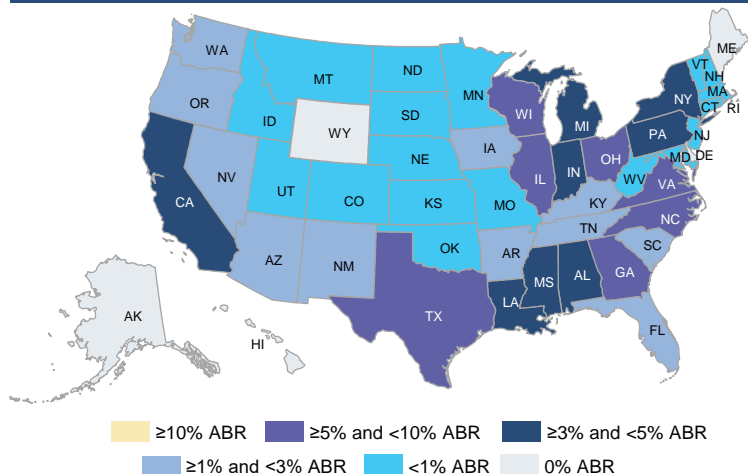 ME
WA
VT
ND
MT
NH
MN
OR
MA
NY
WI
SD
ID
CT
RI
MI
WY
PA
IA
NJ
NE
OH
NV
MD
DE
IN
IL
UT
WV
CO
VA
CA
KS
MO
KY
NC
TN
OK
SC
AZ
AR
NM
GA
MS
AL
LA
TX
AK
FL
HI
≥10% ABR ≥5% and <10% ABR ≥3% and <5% ABR
≥1% and <3% ABR <1% ABR 0% ABR